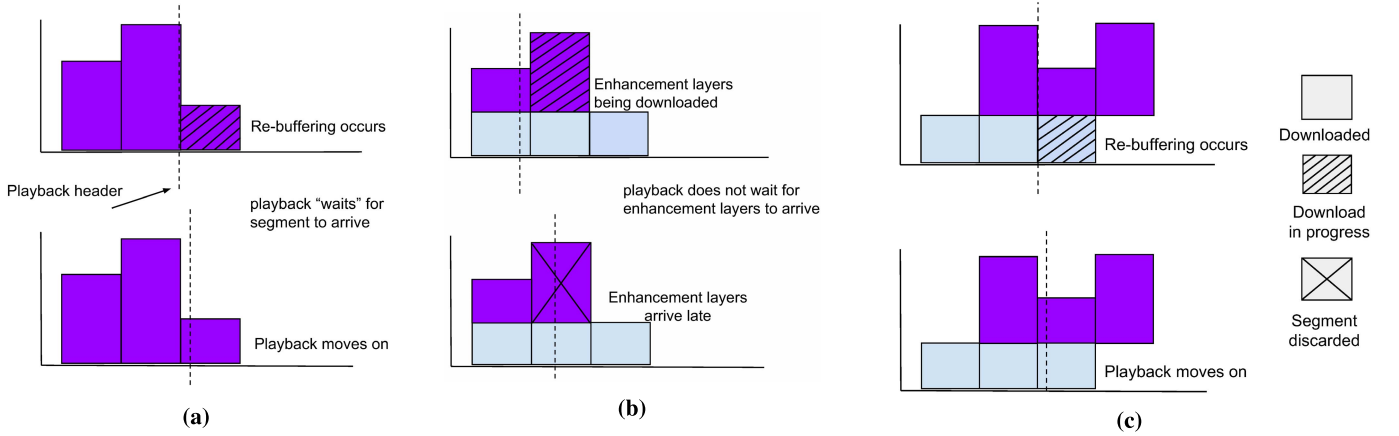 Re-buffering occurs
Playback header
playback “waits” for
segment to arrive
Playback moves on
(a)
Enhancement layers
being downloaded
playback does not wait for
enhancement layers to arrive
Enhancement layers
arrive late
(b)
Re-buffering occurs
Playback moves on
(c)
Downloaded
Download
in progress
Segment
discarded